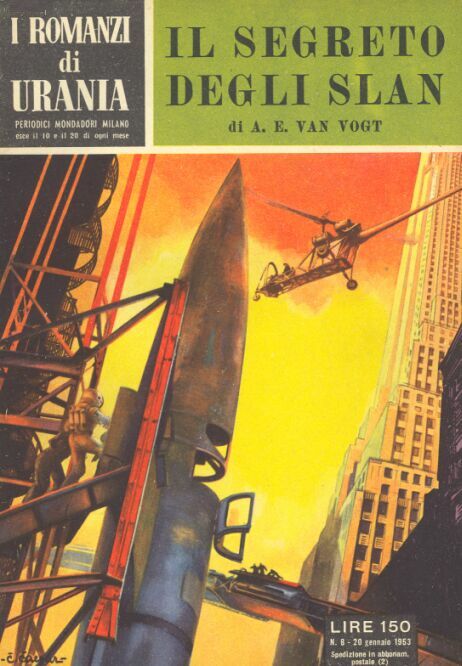 I ROMANZI
di
URANIA
PERIODICI MONDADORI MILANO
esce il 10 e il 20 di ogni mese
IL SEGRETO
DEGLI SLAN
di A. E. VAN VOGT
LIRE 150
N. 8 - 20 gennaio 1953
Spedizione in abbonam.
postale (2)